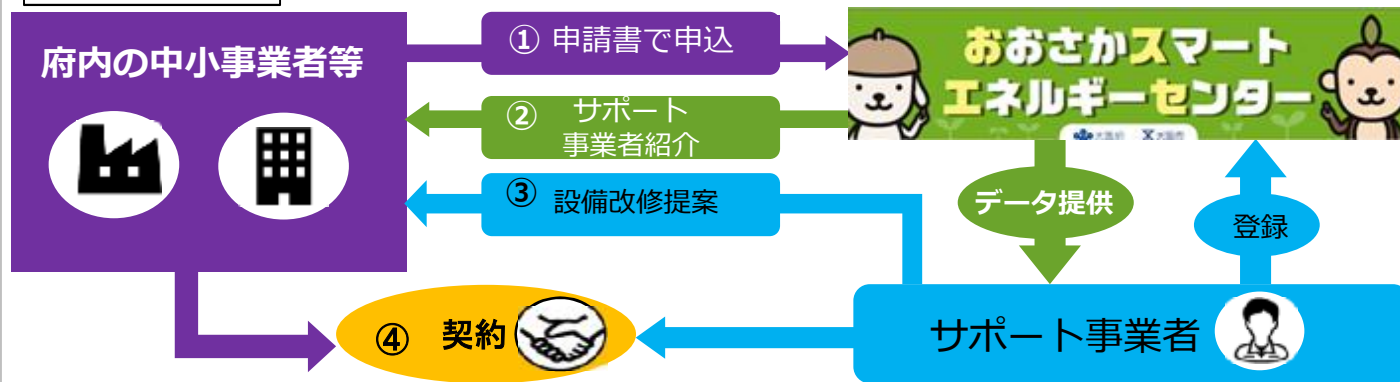 府内の中小事業者等
① 申請書で申込
② サポート
事業者紹介
③ 設備改修提案
おおさかスマート
エネルギーセンター
大阪府 大阪市
データ提供
登録
④ 契約
サポート事業者